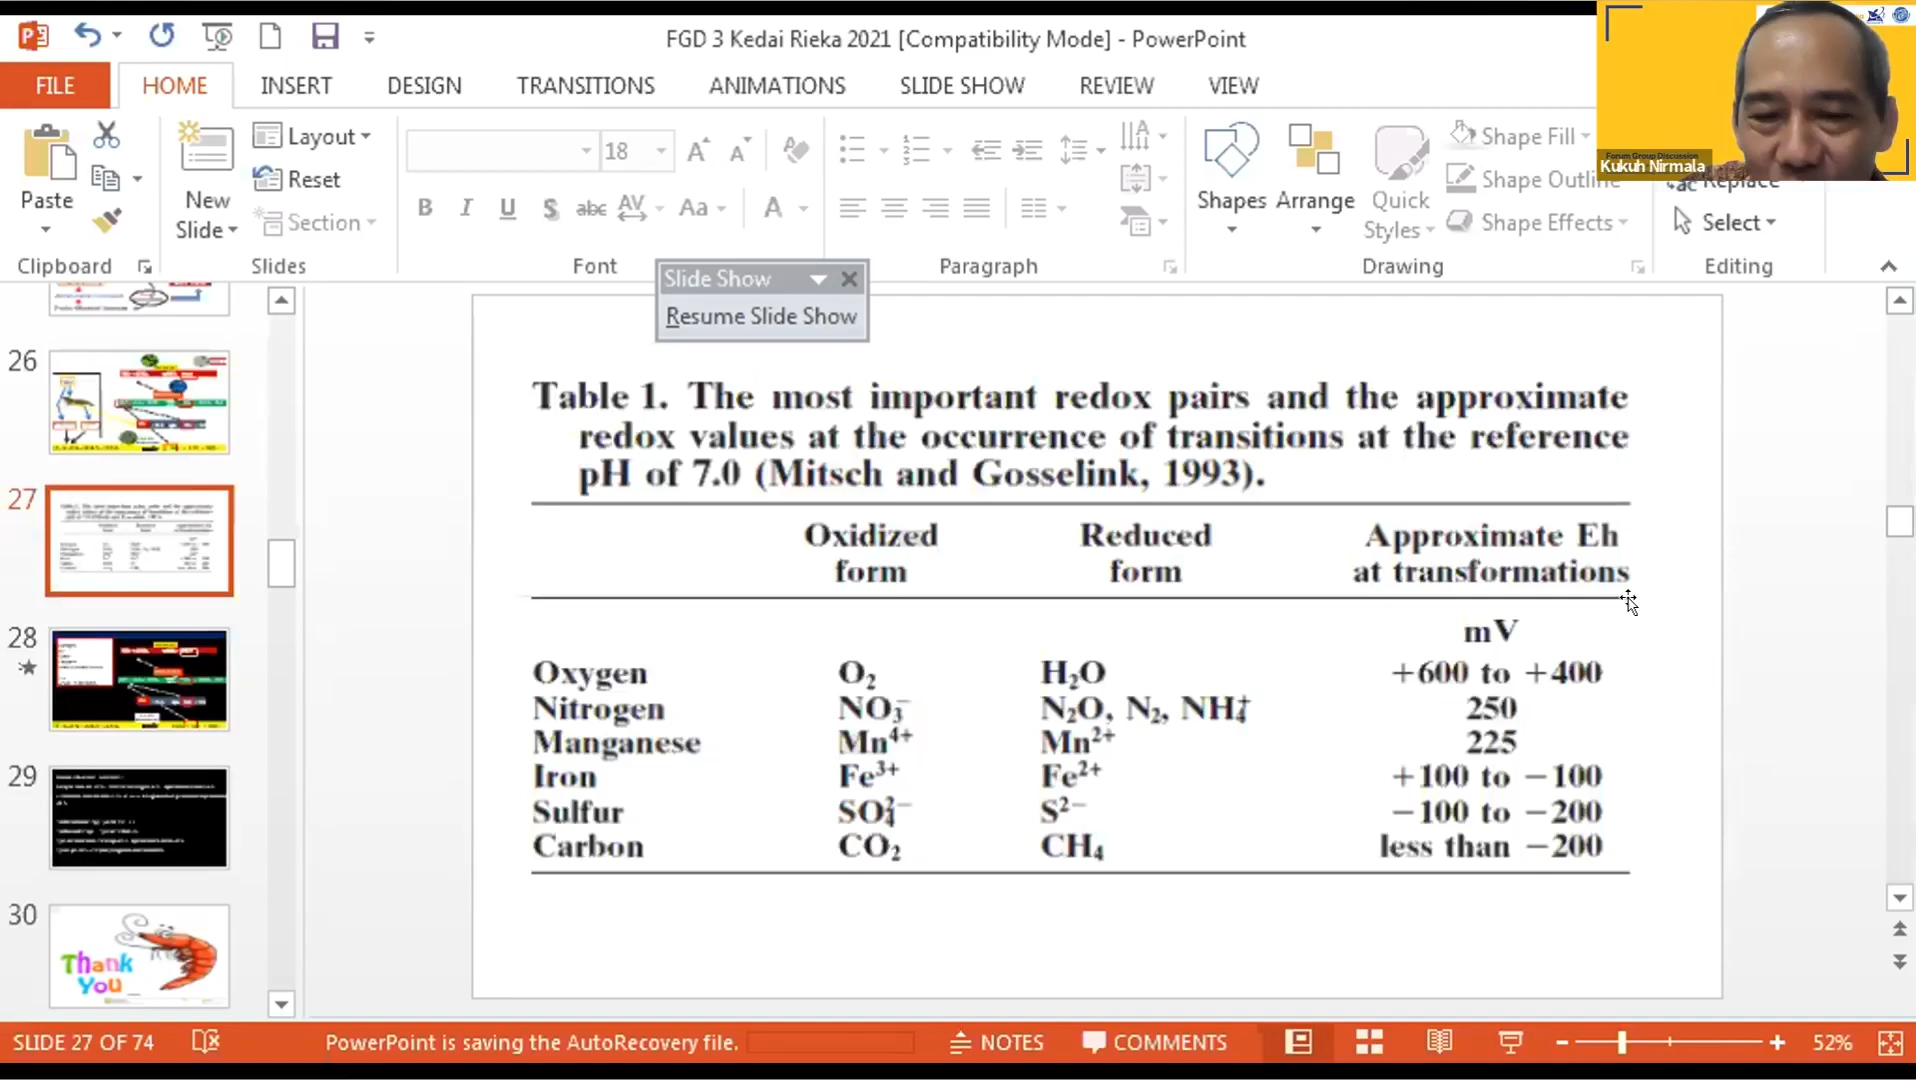 FGD 3 Kedai Rieka 2021 [Compatibility Mode] - PowerPoint
FILE
HOME
INSERT
DESIGN
TRANSITIONS
ANIMATIONS
SLIDE SHOW
REVIEW
VIEW
Forum Group Discussion
Kukuh Nirmala
Paste
New
Slide
Layout
Reset
Section
18
B I U S abc AV Aa A
Shapes
Arrange
Quick
Styles
Shape Fill
Shape Outline
Shape Effects
Replace
Select
Clipboard
Slides
Font
Paragraph
Drawing
Editing
Slide Show
Resume Slide Show
26
27
28
29
30
Thank
You
Table 1. The most important redox pairs and the approximate
redox values at the occurrence of transitions at the reference
pH of 7.0 (Mitsch and Gosselink, 1993).
Oxidized form
Reduced form
Approximate Eh at transformations
mV
Oxygen O₂ H₂O +600 to +400
Nitrogen NO₃⁻ N₂O, N₂, NH₄⁺ 250
Manganese Mn⁴⁺ Mn²⁺ 225
Iron Fe³⁺ Fe²⁺ +100 to −100
Sulfur SO₄²⁻ S²⁻ −100 to −200
Carbon CO₂ CH₄ less than −200
SLIDE 27 OF 74
PowerPoint is saving the AutoRecovery file.
NOTES
COMMENTS
52%